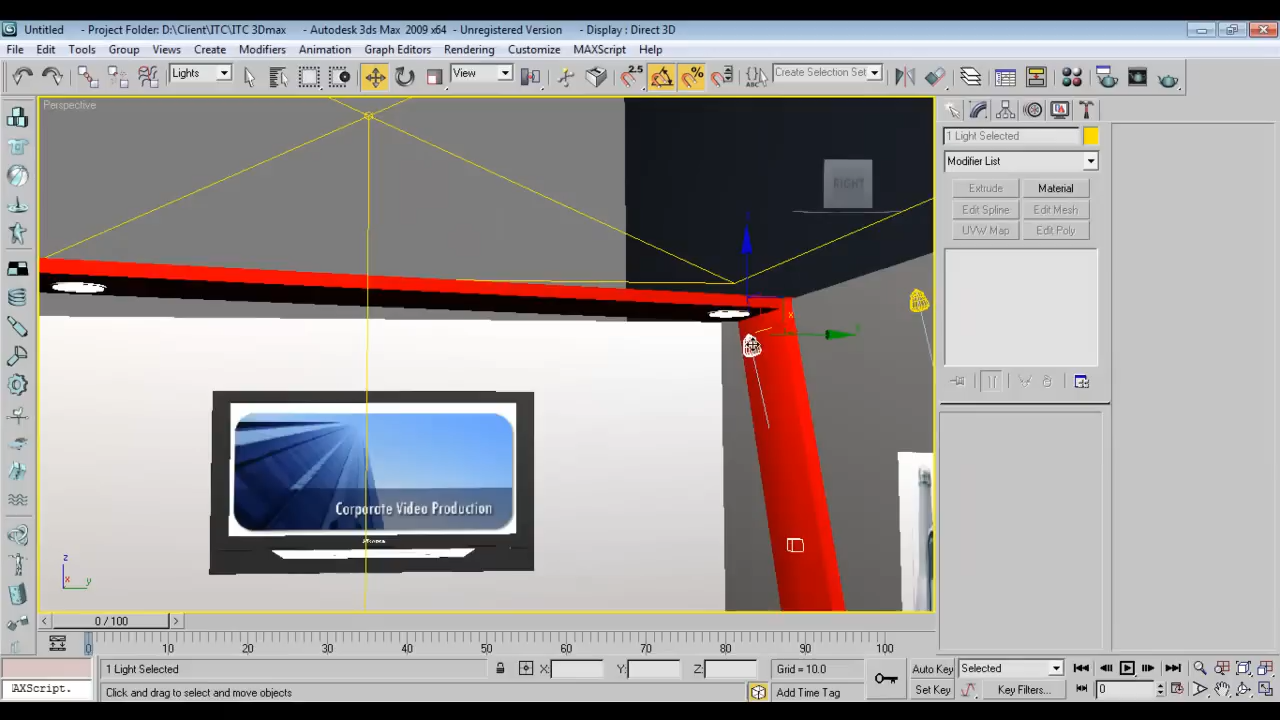 Untitled - Project Folder: D:\Client\ITC\ITC 3Dmax - Autodesk 3ds Max 2009 x64 - Unregistered Version - Display : Direct 3D
File Edit Tools Group Views Create Modifiers Animation Graph Editors Rendering Customize MAXScript Help
Lights View 2.5 Create Selection Set
Perspective
RIGHT
1 Light Selected
Modifier List
Extrude Material
Edit Spline Edit Mesh
UVW Map Edit Poly
Corporate Video Production
z
x y
0 / 100
0 10 20 30 40 50 60 70 80 90 100
1 Light Selected X: Y: Z: Grid = 10.0 Auto Key Selected
AXScript. Click and drag to select and move objects Add Time Tag Set Key Key Filters... 0